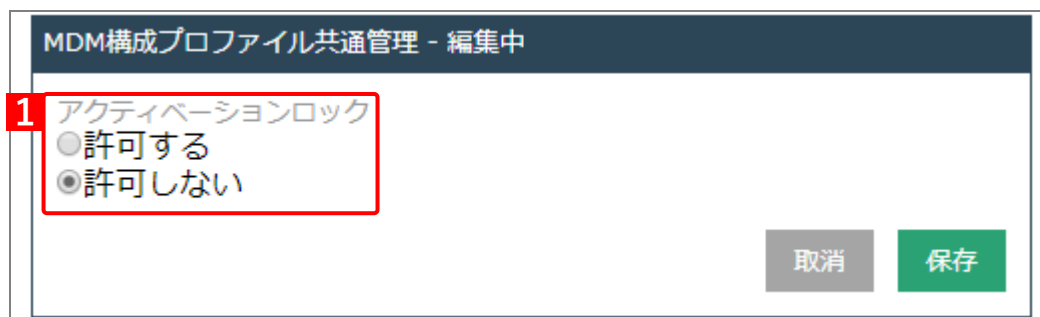 MDM構成プロファイル共通管理 - 編集中
1
アクティベーションロック
許可する
許可しない
取消 保存